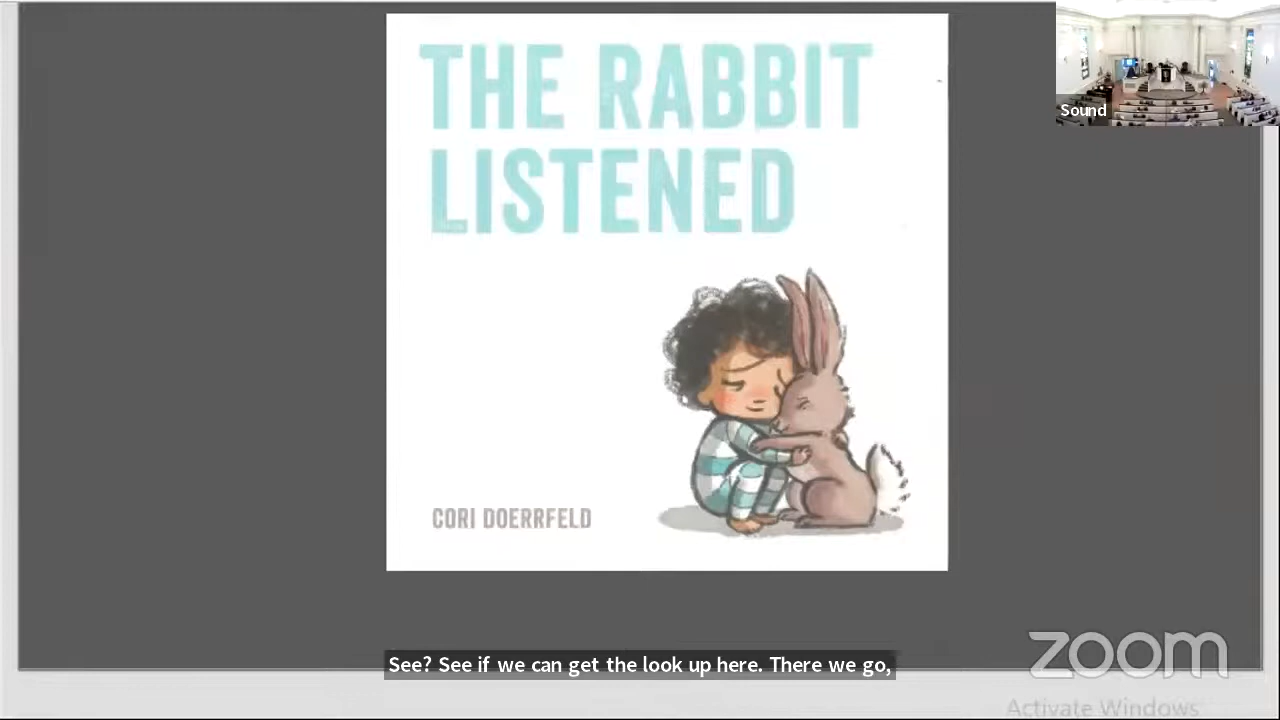 THE RABBIT
LISTENED
CORI DOERRFELD
Sound
See? See if we can get the look up here. There we go,
zoom
Activate Windows